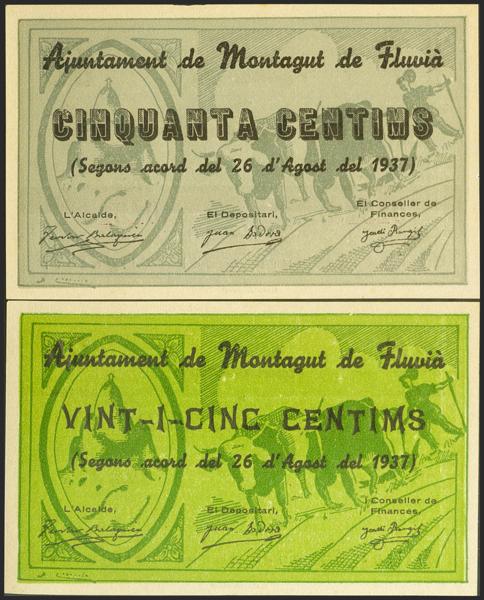 Ajuntament de Montagut de Fluvià
CINQUANTA CENTIMS
(Segons acord del 26 d'Agost del 1937)
L'Alcalde,
El Depositari,
El Conseller de
Finances,
Juan
Ajuntament de Montagut de Fluvià
VINT-I-CINC CENTIMS
(Segons acord del 26 d'Agost del 1937)
L'Alcalde,
El Depositari,
l Conseller de
Finances,
Juan